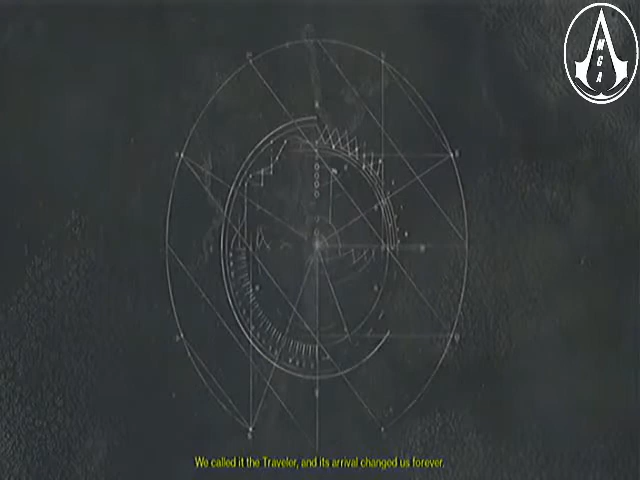 M
G
A
We called it the Traveler, and its arrival changed us forever.